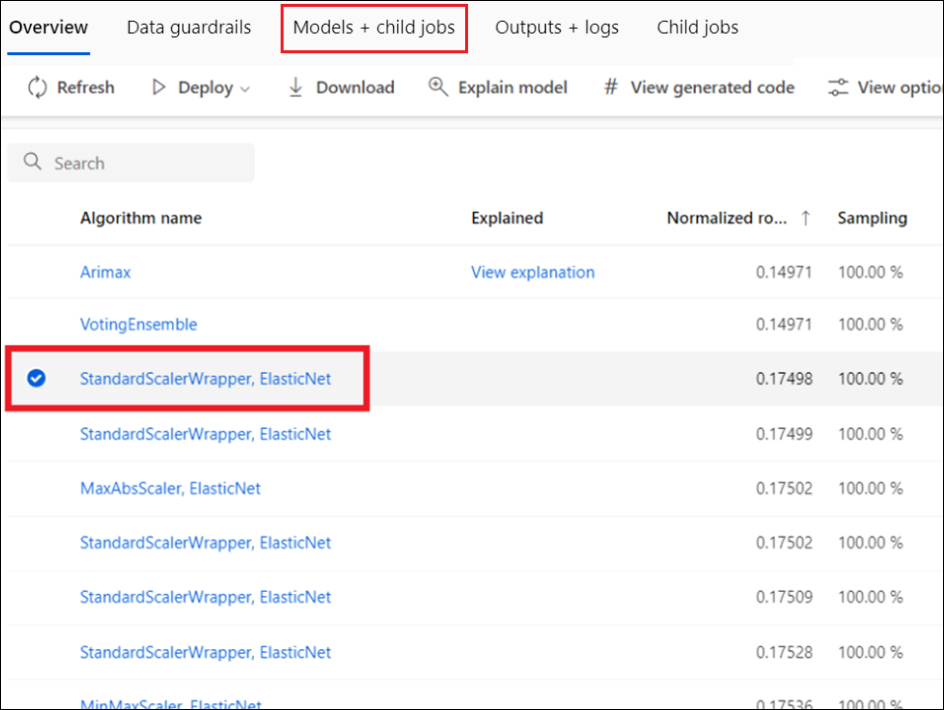 Overview Data guardrails Models + child jobs Outputs + logs Child jobs
Refresh Deploy Download Explain model # View generated code View optio
Search
Algorithm name Explained Normalized ro... ↑ Sampling
Arimax View explanation 0.14971 100.00 %
VotingEnsemble 0.14971 100.00 %
StandardScalerWrapper, ElasticNet 0.17498 100.00 %
StandardScalerWrapper, ElasticNet 0.17499 100.00 %
MaxAbsScaler, ElasticNet 0.17502 100.00 %
StandardScalerWrapper, ElasticNet 0.17502 100.00 %
StandardScalerWrapper, ElasticNet 0.17509 100.00 %
StandardScalerWrapper, ElasticNet 0.17528 100.00 %
MinMaxScaler, ElasticNet 0.17536 100.00 %